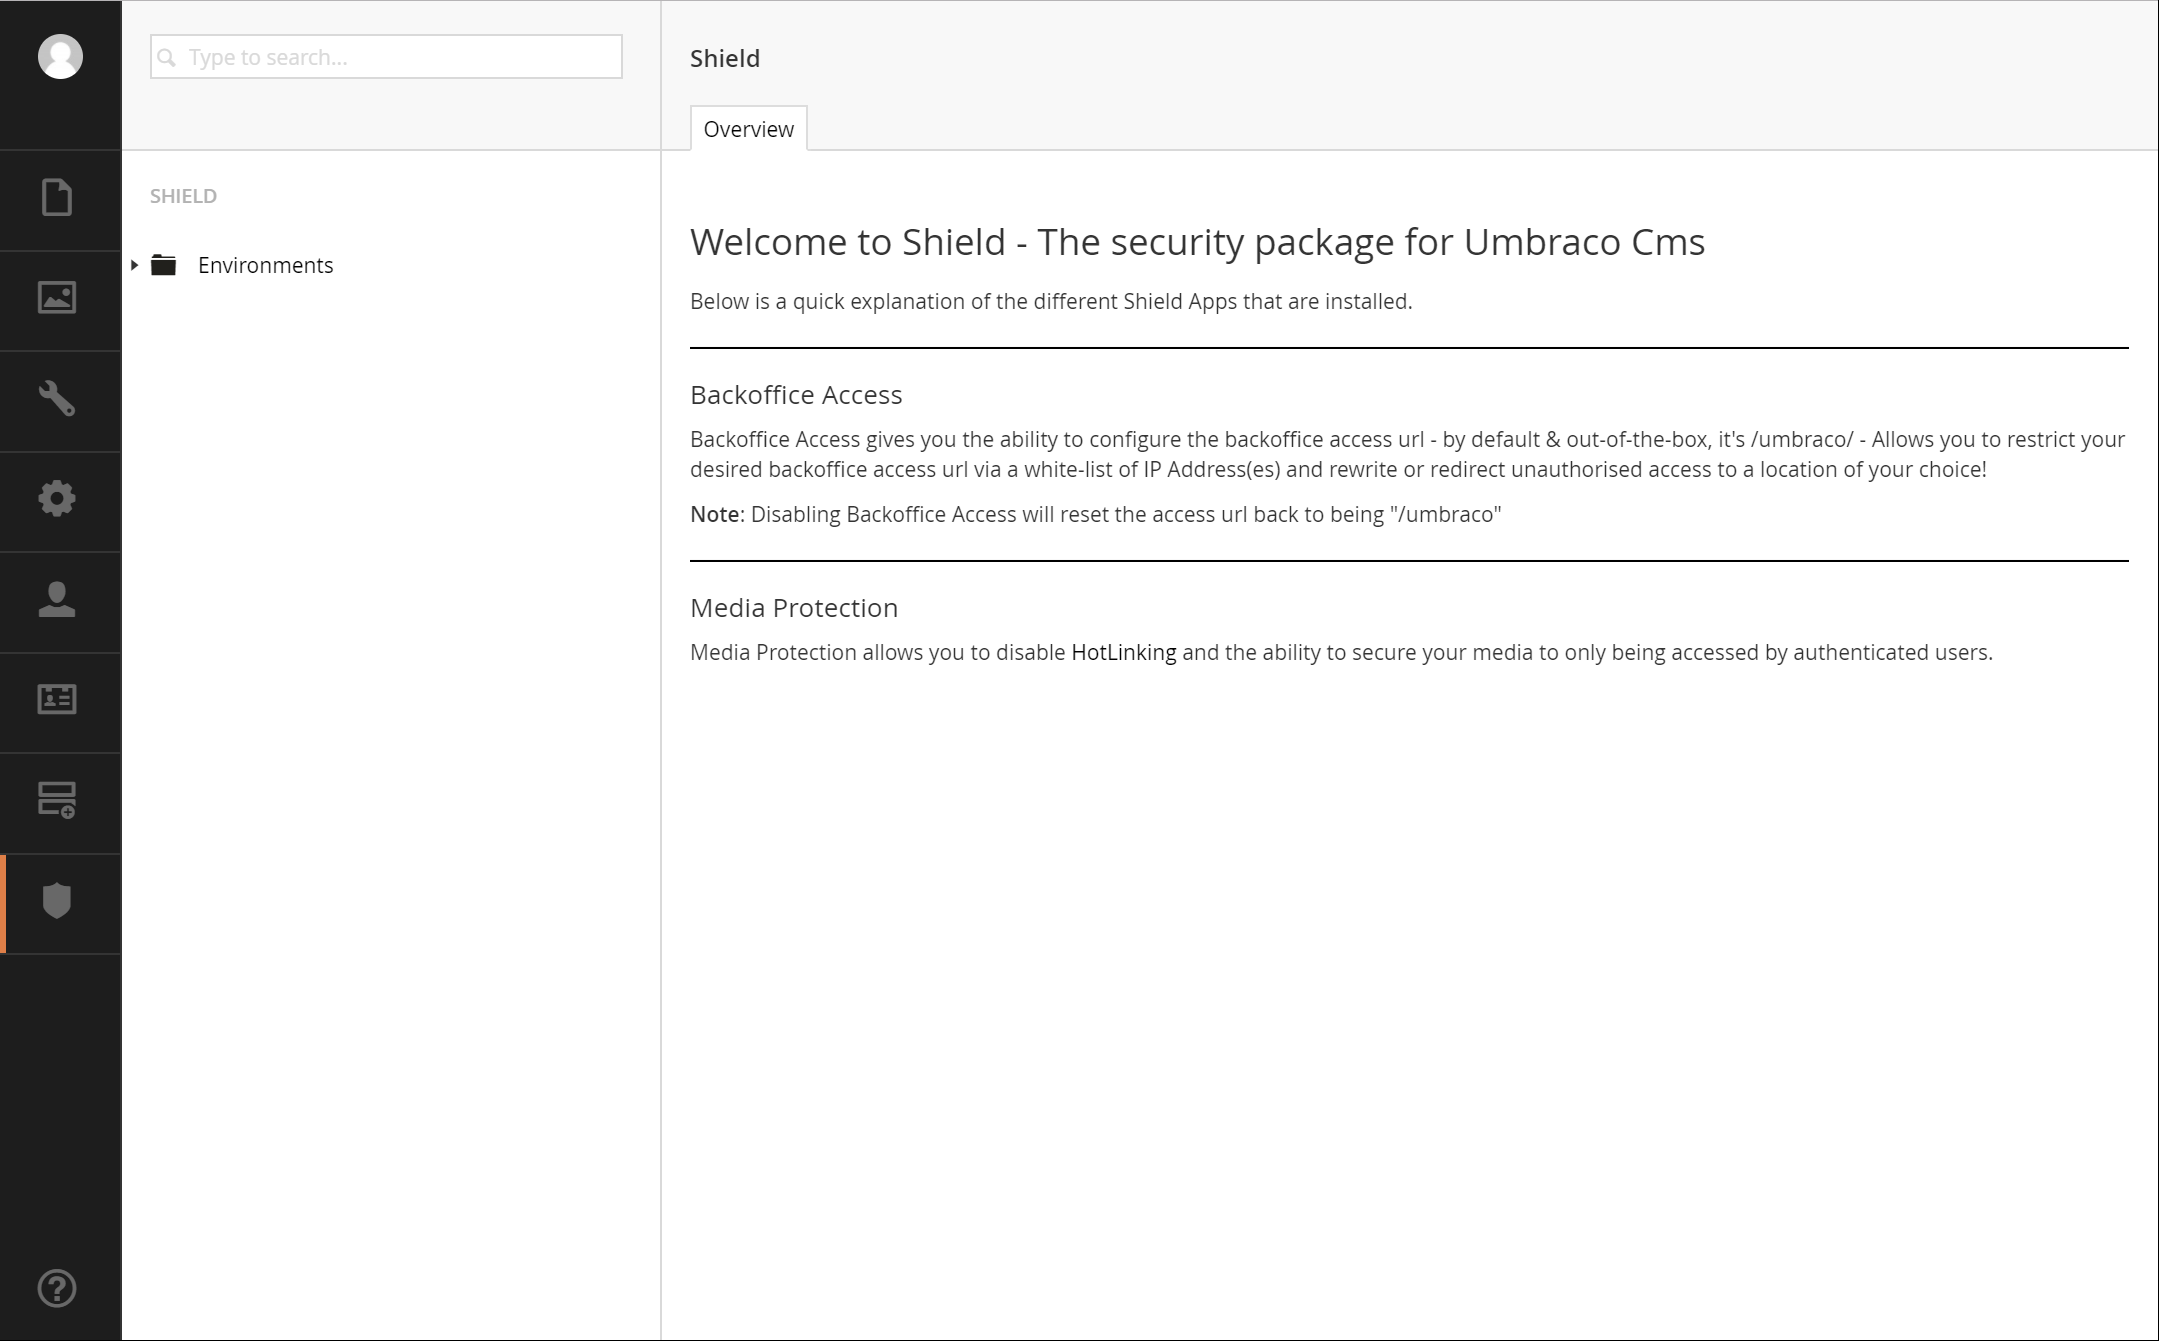 Type to search...
Shield
Overview
SHIELD
Environments
Welcome to Shield - The security package for Umbraco Cms
Below is a quick explanation of the different Shield Apps that are installed.
Backoffice Access
Backoffice Access gives you the ability to configure the backoffice access url - by default & out-of-the-box, it's /umbraco/ - Allows you to restrict your
desired backoffice access url via a white-list of IP Address(es) and rewrite or redirect unauthorised access to a location of your choice!
Note: Disabling Backoffice Access will reset the access url back to being "/umbraco"
Media Protection
Media Protection allows you to disable HotLinking and the ability to secure your media to only being accessed by authenticated users.